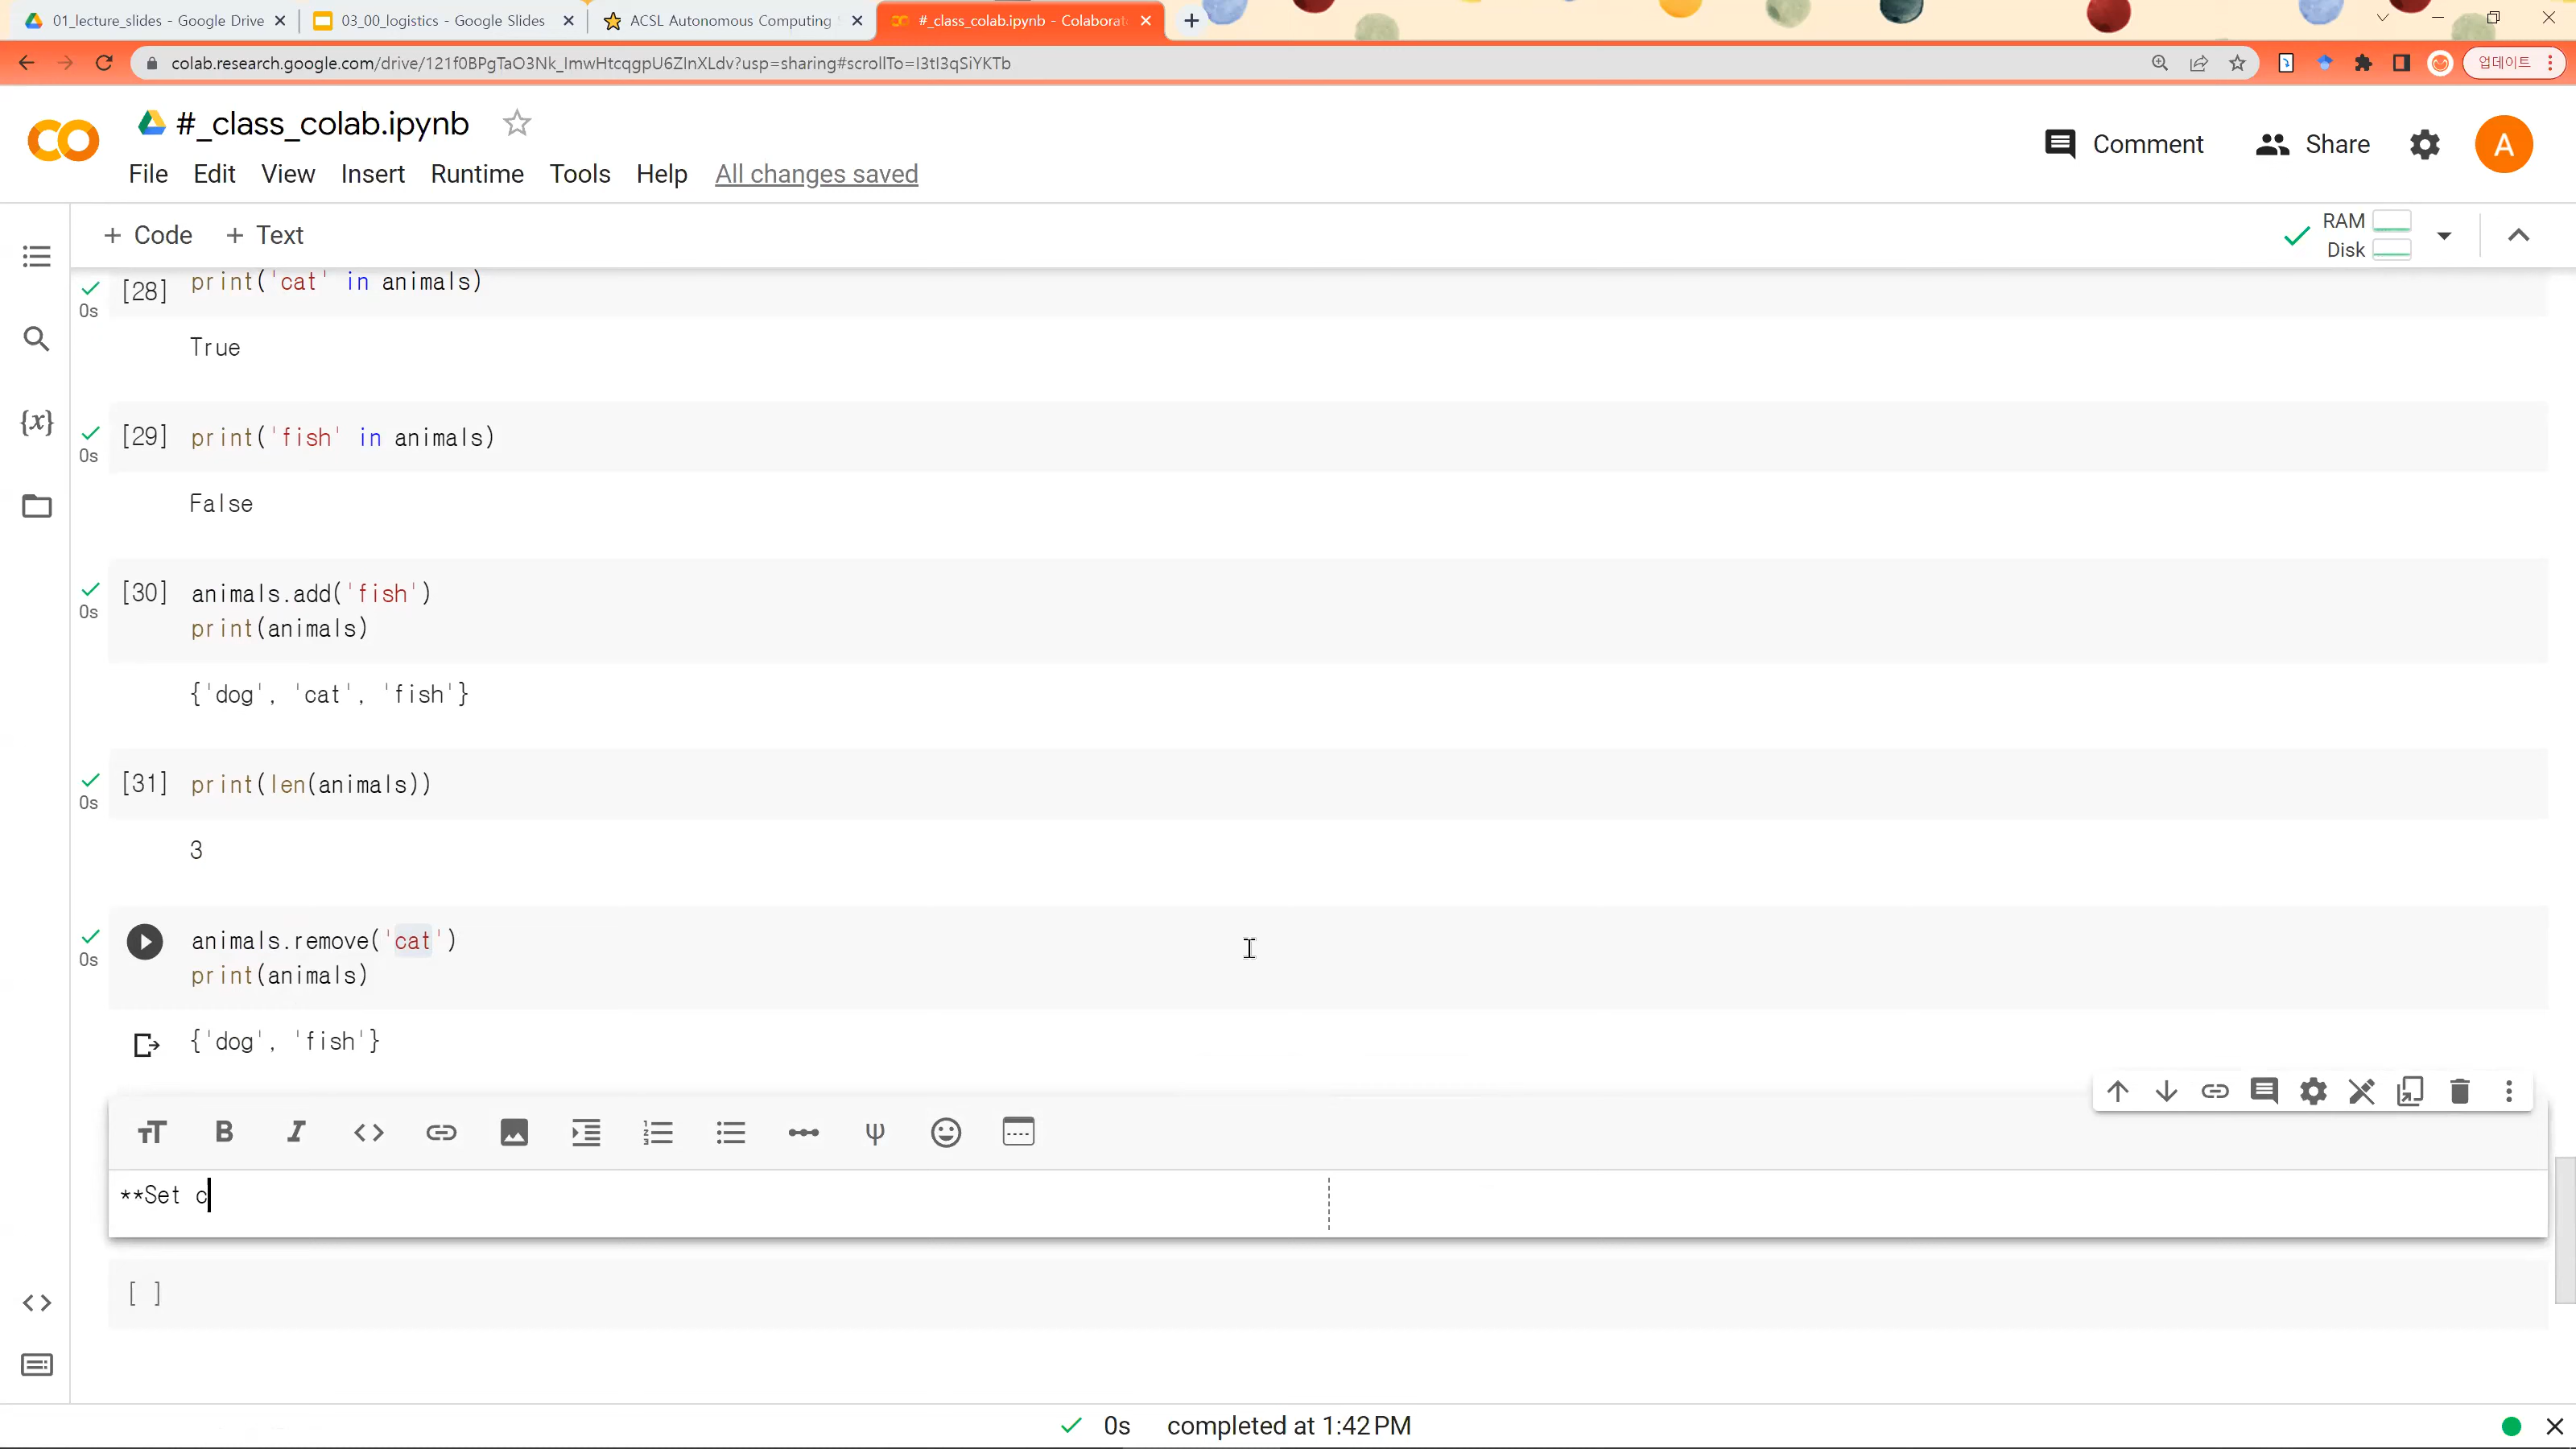 01_lecture_slides - Google Drive
03_00_logistics - Google Slides
ACSL Autonomous Computing
#_class_colab.ipynb - Colaborat
colab.research.google.com/drive/121f0BPgTaO3Nk_ImwHtcqgpU6ZInXLdv?usp=sharing#scrollTo=I3tI3qSiYKTb
업데이트
#_class_colab.ipynb
Comment
Share
A
File Edit View Insert Runtime Tools Help All changes saved
+ Code + Text
RAM
Disk
[28] print('cat' in animals)
0s
True
[29] print('fish' in animals)
0s
False
[30] animals.add('fish')
0s
print(animals)
{'dog', 'cat', 'fish'}
[31] print(len(animals))
0s
3
animals.remove('cat')
0s
print(animals)
{'dog', 'fish'}
**Set c
[ ]
0s completed at 1:42 PM